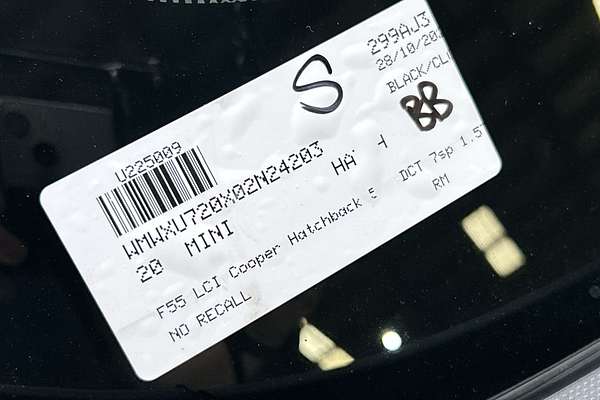 S
299AJ3
28/10/202
BLACK/CL
BB
U225009
WMWXU720X02N24203
20 MINI
HA 4
F55 LCI Cooper Hatchback 5 DCT 7sp 1.5
NO RECALL
RM